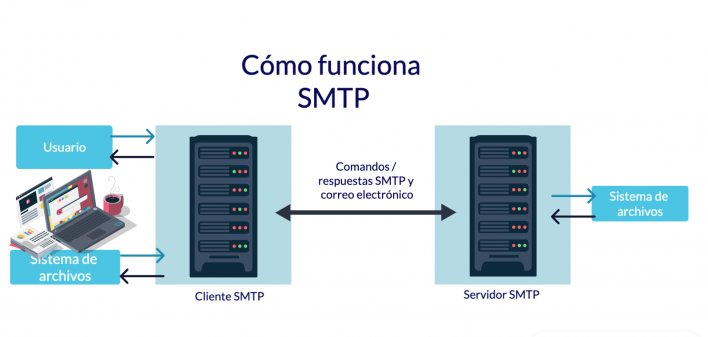 Cómo funciona
SMTP
Usuario
Comandos /
respuestas SMTP y
correo electrónico
Sistema de
archivos
Sistema de
archivos
Cliente SMTP
Servidor SMTP